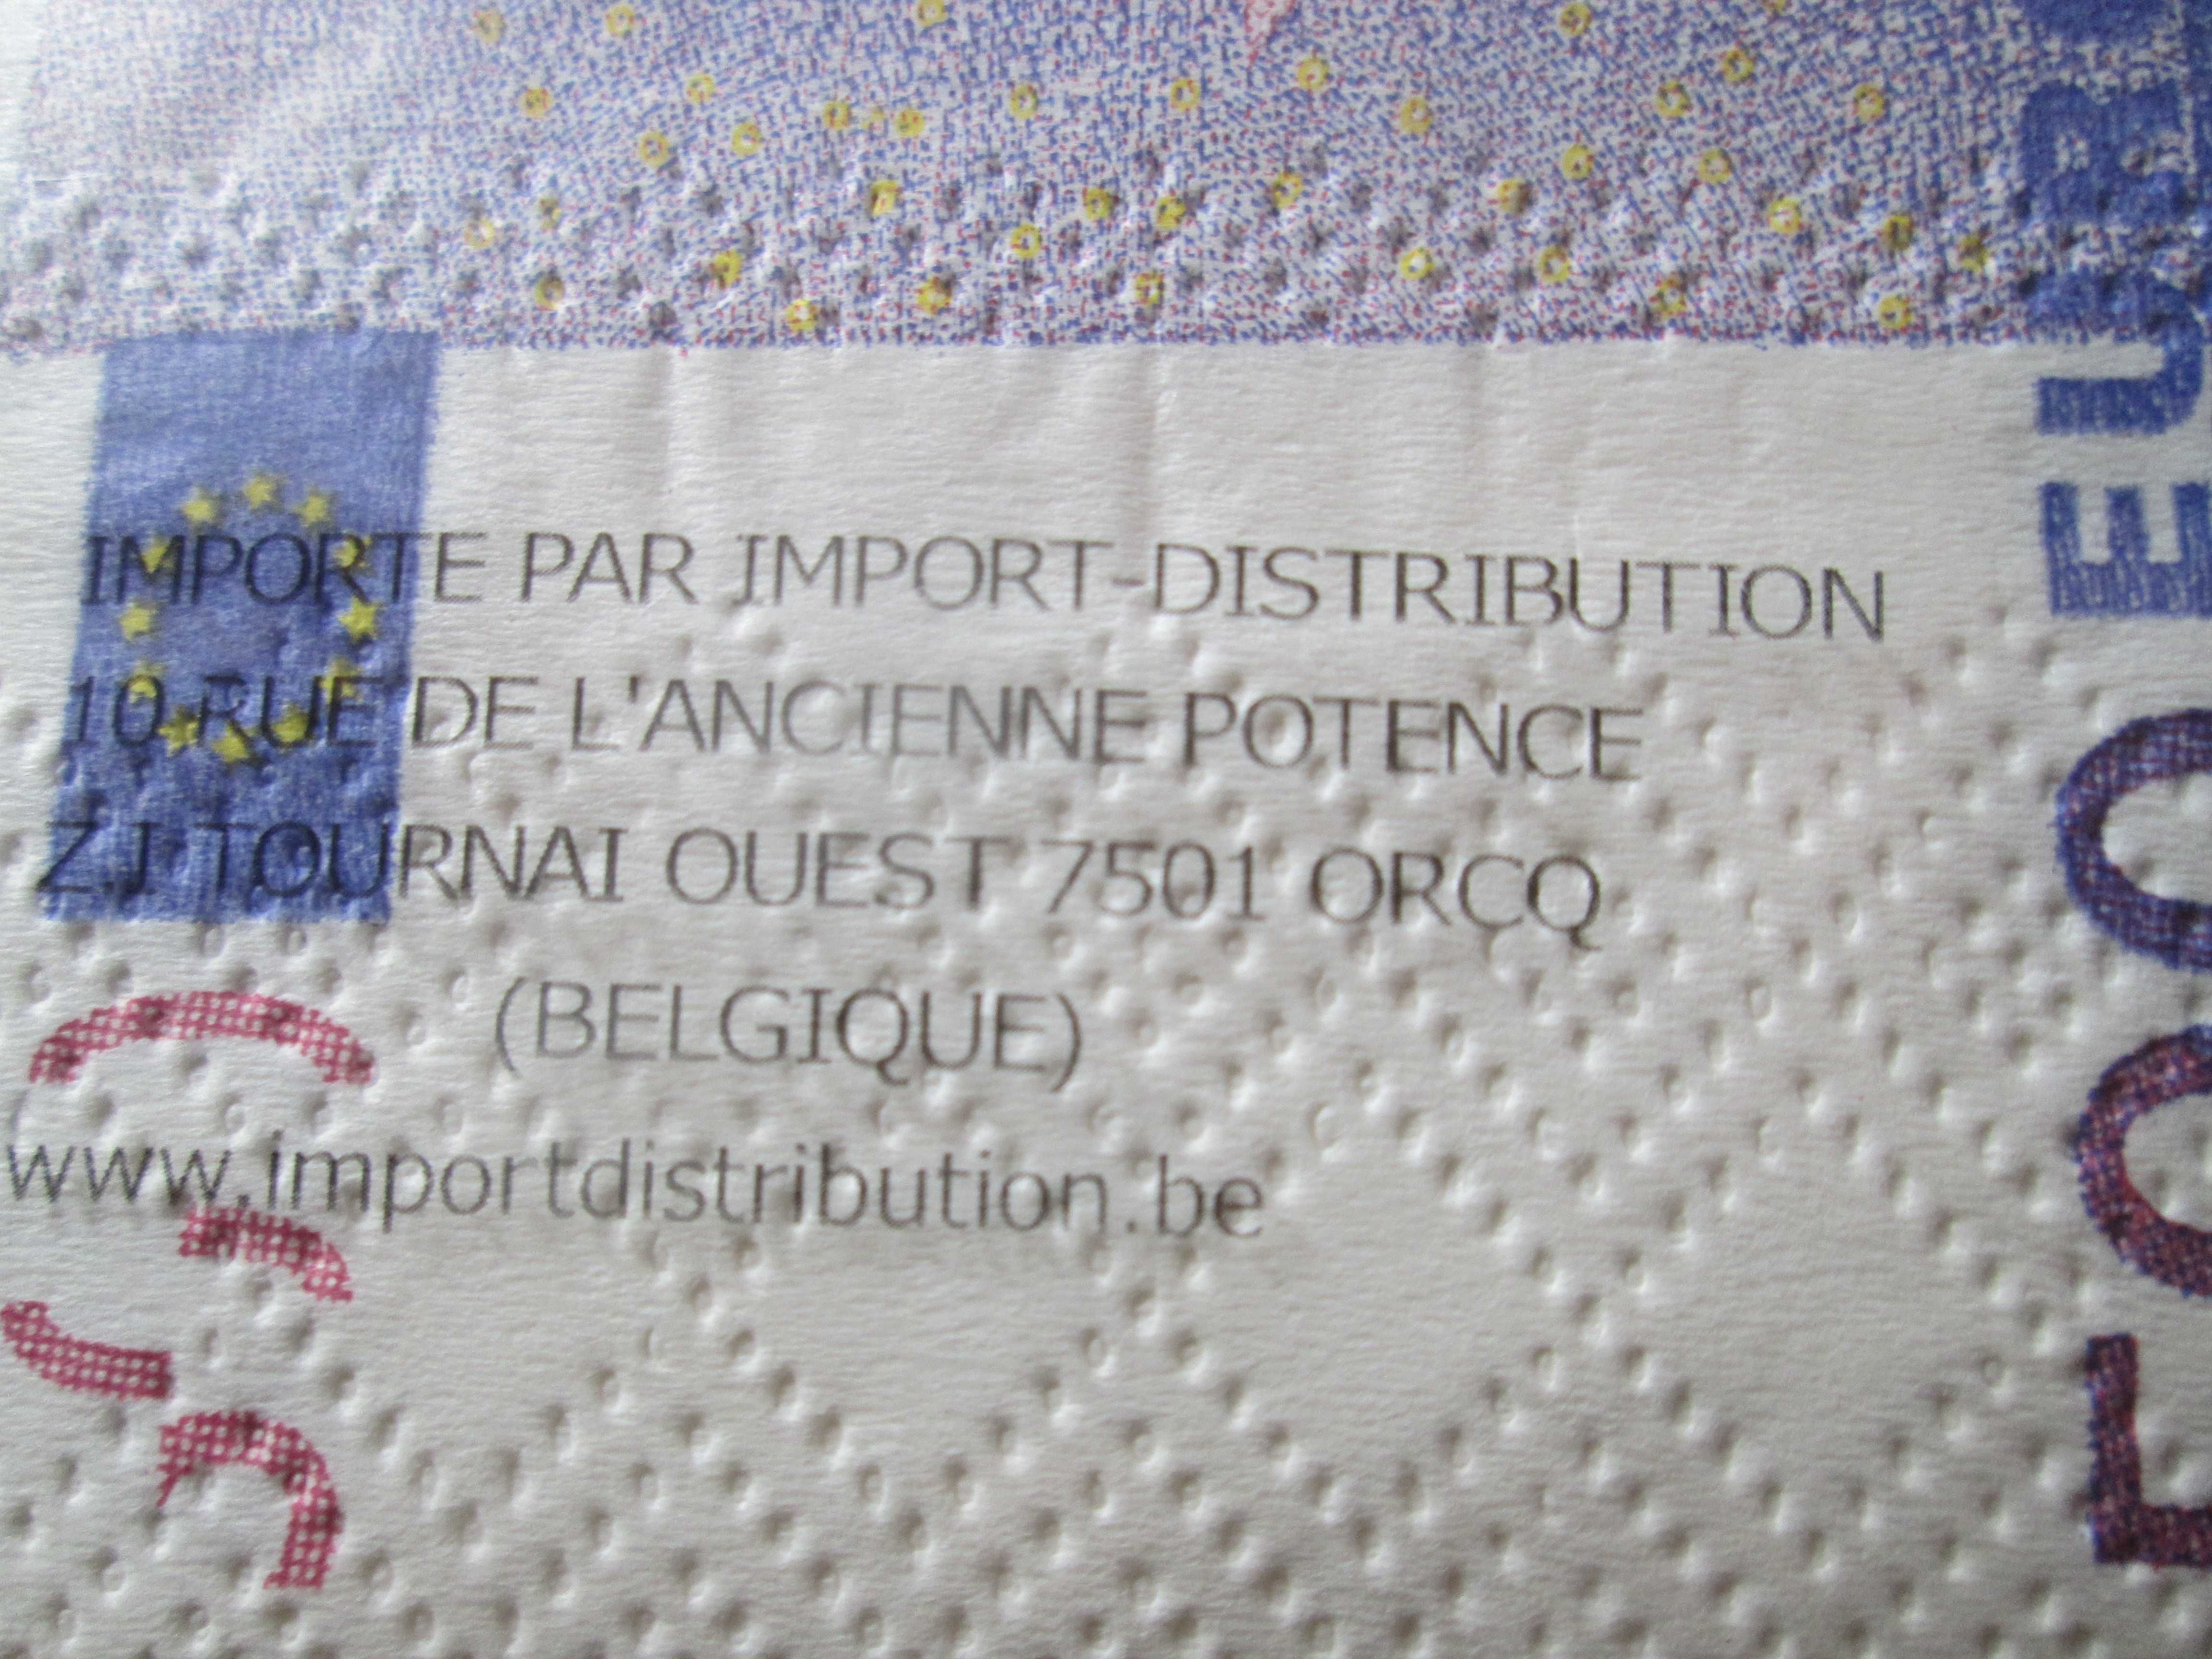 IMPORTE PAR IMPORT-DISTRIBUTION
10 RUE DE L'ANCIENNE POTENCE
Z.I TOURNAI OUEST 7501 ORCQ
(BELGIQUE)
www.importdistribution.be